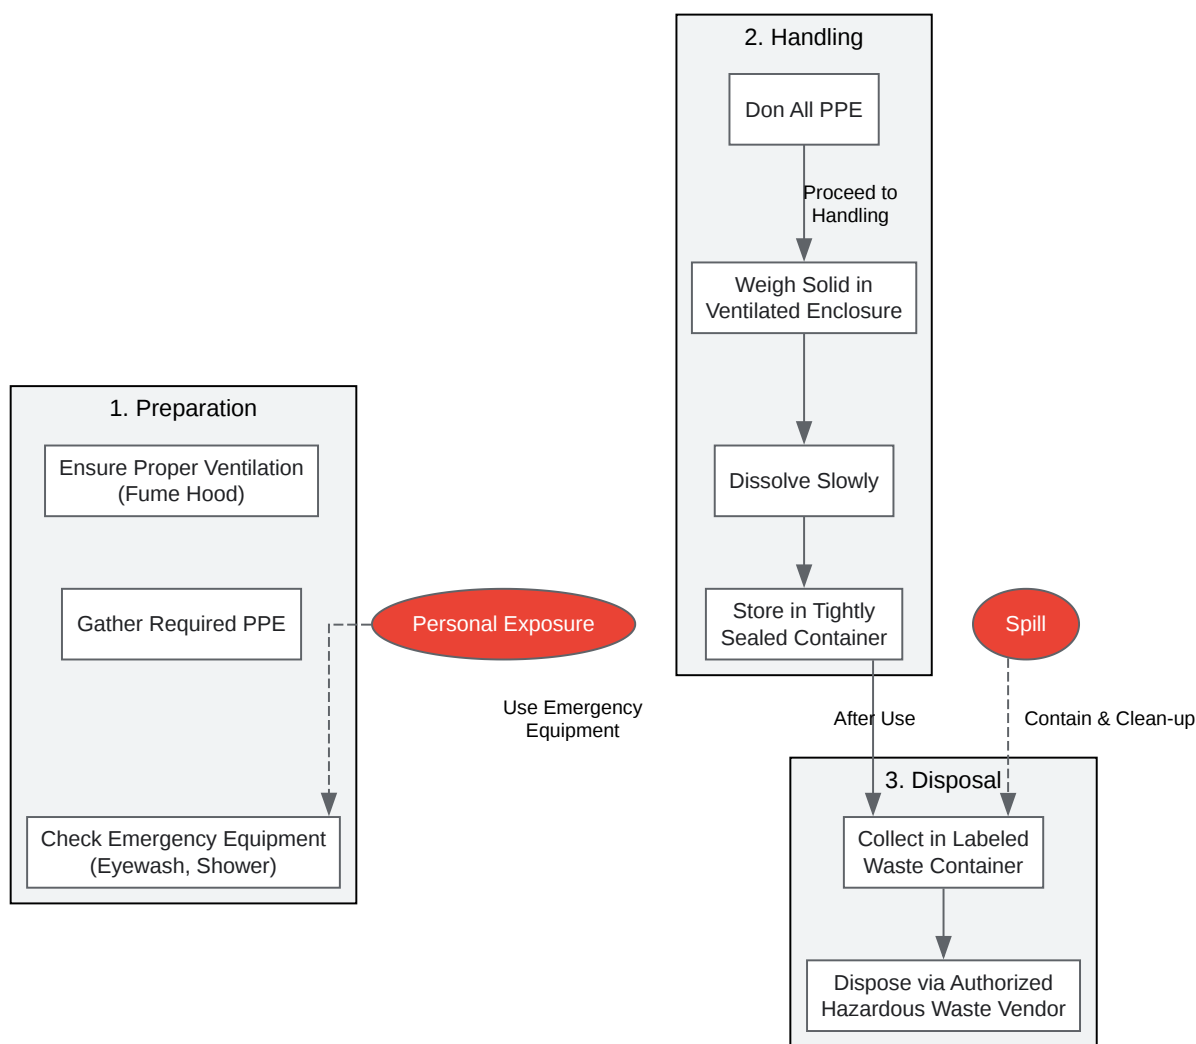 1. Preparation
Ensure Proper Ventilation
(Fume Hood)
Gather Required PPE
Check Emergency Equipment
(Eyewash, Shower)
Personal Exposure
Use Emergency
Equipment
2. Handling
Don All PPE
Proceed to
Handling
Weigh Solid in
Ventilated Enclosure
Dissolve Slowly
Store in Tightly
Sealed Container
Spill
After Use
Contain & Clean-up
3. Disposal
Collect in Labeled
Waste Container
Dispose via Authorized
Hazardous Waste Vendor